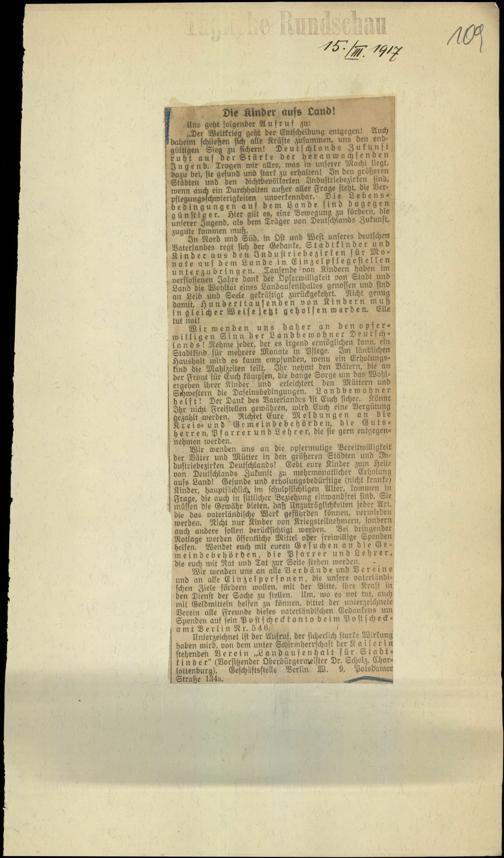 Tägliche Rundschau
109
15./III. 1917
Die Kinder aufs Land!
Uns geht folgender Aufruf zu:
„Der Weltkrieg geht der Entscheidung entgegen! Auch
daheim schließen sich alle Kräfte zusammen, uns den end-
gültigen Sieg zu sichern! Deutschlands Zukunft
ruht auf der Stärke der heranwachsenden
Jugend. Tragen wir alles, was in unserer Macht liegt,
dazu bei, sie gesund und stark zu erhalten! In den größeren
Städten und den dichtbevölkerten Industriebezirken sind,
wenn auch ein Durchhalten außer aller Frage steht, die Ver-
pflegungsschwierigkeiten unverkennbar. Die Lebens-
bedingungen auf dem Lande sind dagegen
günstiger. Hier gilt es, eine Bewegung zu fördern, die
unserer Jugend, als dem Träger von Deutschlands Zukunft,
zugute kommen muß.
In Nord und Süd, in Ost und West unseres deutschen
Vaterlandes regt sich der Gedanke, Stadtkinder und
Kinder aus den Industriebezirken für Mo-
nate auf dem Lande in Einzelpflegestellen
unterzubringen. Tausende von Kindern haben im
verflossenen Jahre dank der Opferwilligkeit von Stadt und
Land die Wohltat eines Landaufenthaltes genossen und sind
an Leib und Seele gekräftigt zurückgekehrt. Nicht genug
damit, Hunderttausenden von Kindern muß
in gleicher Weise jetzt geholfen werden. Eile
tut not!
Wir wenden uns daher an den opfer-
willigen Sinn der Landbewohner Deutsch-
lands! Nehme jeder, der es irgend ermöglichen kann, ein
Stadtkind für mehrere Monate in Pflege. Im ländlichen
Haushalt wird es kaum empfunden, wenn ein Erholungs-
kind die Mahlzeiten teilt. Ihr nehmt den Vätern, die an
der Front für Euch kämpfen, die bange Sorge um das Wohl-
ergehen ihrer Kinder und erleichtert den Müttern und
Schwestern die Daseinsbedingungen. Landbewohner
helft! Der Dank des Vaterlandes ist Euch sicher. Könnt
Ihr nicht Freistellen gewähren, wird Euch eine Vergütung
gezahlt werden. Richtet Eure Meldungen an die
Kreis- und Gemeindebehörden, die Guts-
herren, Pfarrer und Lehrer, die sie gern entgegen-
nehmen werden.
Wir wenden uns an die opfermutige Bereitwilligkeit
der Väter und Mütter in den größeren Städten und In-
dustriebezirken Deutschlands! Gebt eure Kinder zum Heile
von Deutschlands Zukunft zu mehrmonatlicher Erholung
aufs Land! Gesunde und erholungsbedürftige (nicht kranke)
Kinder, hauptsächlich im schulpflichtigen Alter, kommen in
Frage, die auch in sittlicher Beziehung einwandfrei sind. Sie
müssen die Gewähr bieten, daß Unzuträglichkeiten jeder Art,
die das vaterländische Werk gefährden können, vermieden
werden. Nicht nur Kinder von Kriegsteilnehmern, sondern
auch andere sollen berücksichtigt werden. Bei dringender
Notlage werden öffentliche Mittel oder freiwillige Spenden
helfen. Wendet euch mit euren Gesuchen an die Ge-
meindebehörden, die Pfarrer und Lehrer,
die euch mit Rat und Tat zur Seite stehen werden.
Wir wenden uns an alle Verbände und Vereine
und an alle Einzelpersonen, die unsere vaterländi-
schen Ziele fördern wollen, mit der Bitte, ihre Kraft in
den Dienst der Sache zu stellen. Um, wo es not tut, auch
mit Geldmitteln helfen zu können, bittet der unterzeichnete
Verein alle Freunde dieses vaterländischen Gedankens um
Spenden auf sein Postscheckkonto beim Postscheck-
amt Berlin Nr. 546.
Unterzeichnet ist der Aufruf, der sicherlich starke Wirkung
haben wird, von dem unter Schirmherrschaft der Kaiserin
stehenden Verein „Landaufenthalt für Stadt-
kinder“ (Vorsitzender Oberbürgermeister Dr. Scholz, Char-
lottenburg). Geschäftsstelle Berlin W. 9, Potsdamer
Straße 134a.